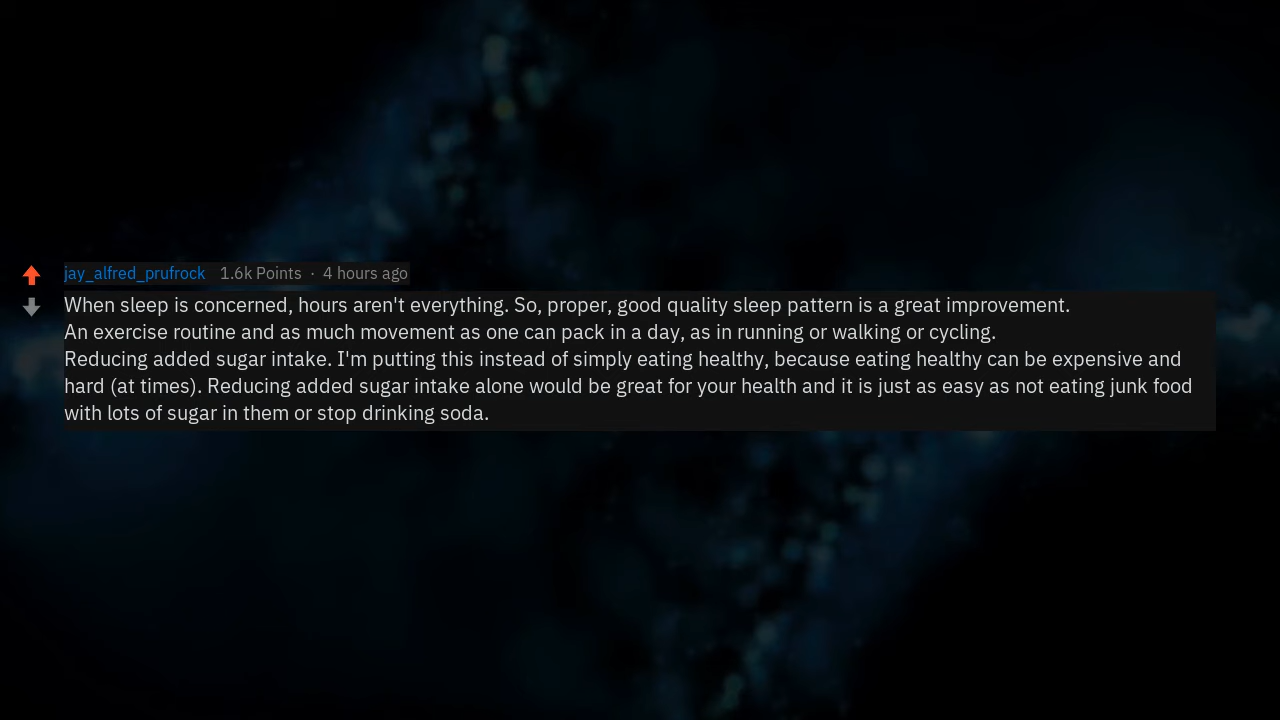 jay_alfred_prufrock 1.6k Points · 4 hours ago
When sleep is concerned, hours aren't everything. So, proper, good quality sleep pattern is a great improvement.
An exercise routine and as much movement as one can pack in a day, as in running or walking or cycling.
Reducing added sugar intake. I'm putting this instead of simply eating healthy, because eating healthy can be expensive and
hard (at times). Reducing added sugar intake alone would be great for your health and it is just as easy as not eating junk food
with lots of sugar in them or stop drinking soda.